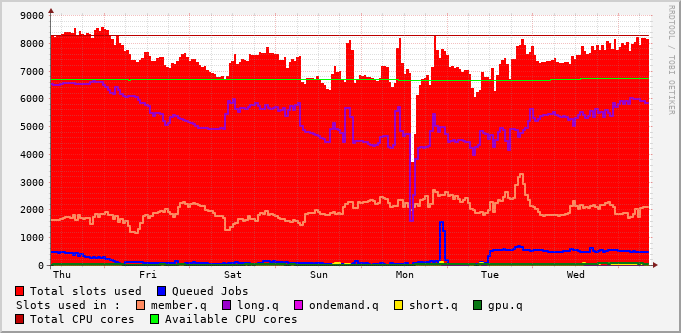 RRDTOOL / TOBI OETIKER
9000
8000
7000
6000
5000
4000
3000
2000
1000
0
Thu Fri Sat Sun Mon Tue Wed
Total slots used Queued Jobs
Slots used in : member.q long.q ondemand.q short.q gpu.q
Total CPU cores Available CPU cores